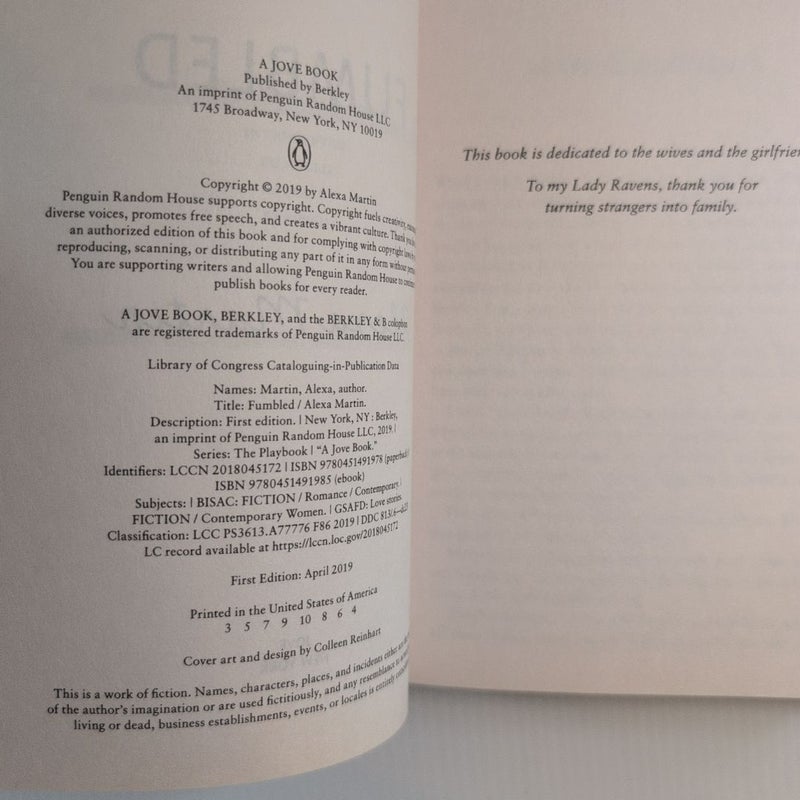 A JOVE BOOK
Published by Berkley
An imprint of Penguin Random House LLC
1745 Broadway, New York, NY 10019
Copyright © 2019 by Alexa Martin
Penguin Random House supports copyright. Copyright fuels creativity,
diverse voices, promotes free speech, and creates a vibrant culture. Thank you
an authorized edition of this book and for complying with copyright laws
reproducing, scanning, or distributing any part of it in any form without
You are supporting writers and allowing Penguin Random House to continue
publish books for every reader.
A JOVE BOOK, BERKLEY, and the BERKLEY & B colophon
are registered trademarks of Penguin Random House LLC.
Library of Congress Cataloguing-in-Publication Data
Names: Martin, Alexa, author.
Title: Fumbled / Alexa Martin.
Description: First edition. | New York, NY : Berkley,
an imprint of Penguin Random House LLC, 2019. |
Series: The Playbook | “A Jove Book.”
Identifiers: LCCN 2018045172 | ISBN 9780451491978 (paperback) |
ISBN 9780451491985 (ebook)
Subjects: | BISAC: FICTION / Romance / Contemporary. |
FICTION / Contemporary Women. | GSAFD: Love stories.
Classification: LCC PS3613.A77776 F86 2019 | DDC 813/.6—dc23
LC record available at https://lccn.loc.gov/2018045172
First Edition: April 2019
Printed in the United States of America
3 5 7 9 10 8 6 4
Cover art and design by Colleen Reinhart
This is a work of fiction. Names, characters, places, and incidents either are
of the author's imagination or are used fictitiously, and any resemblance to
living or dead, business establishments, events, or locales is entirely
This book is dedicated to the wives and the
To my Lady Ravens, thank you for
turning strangers into family.